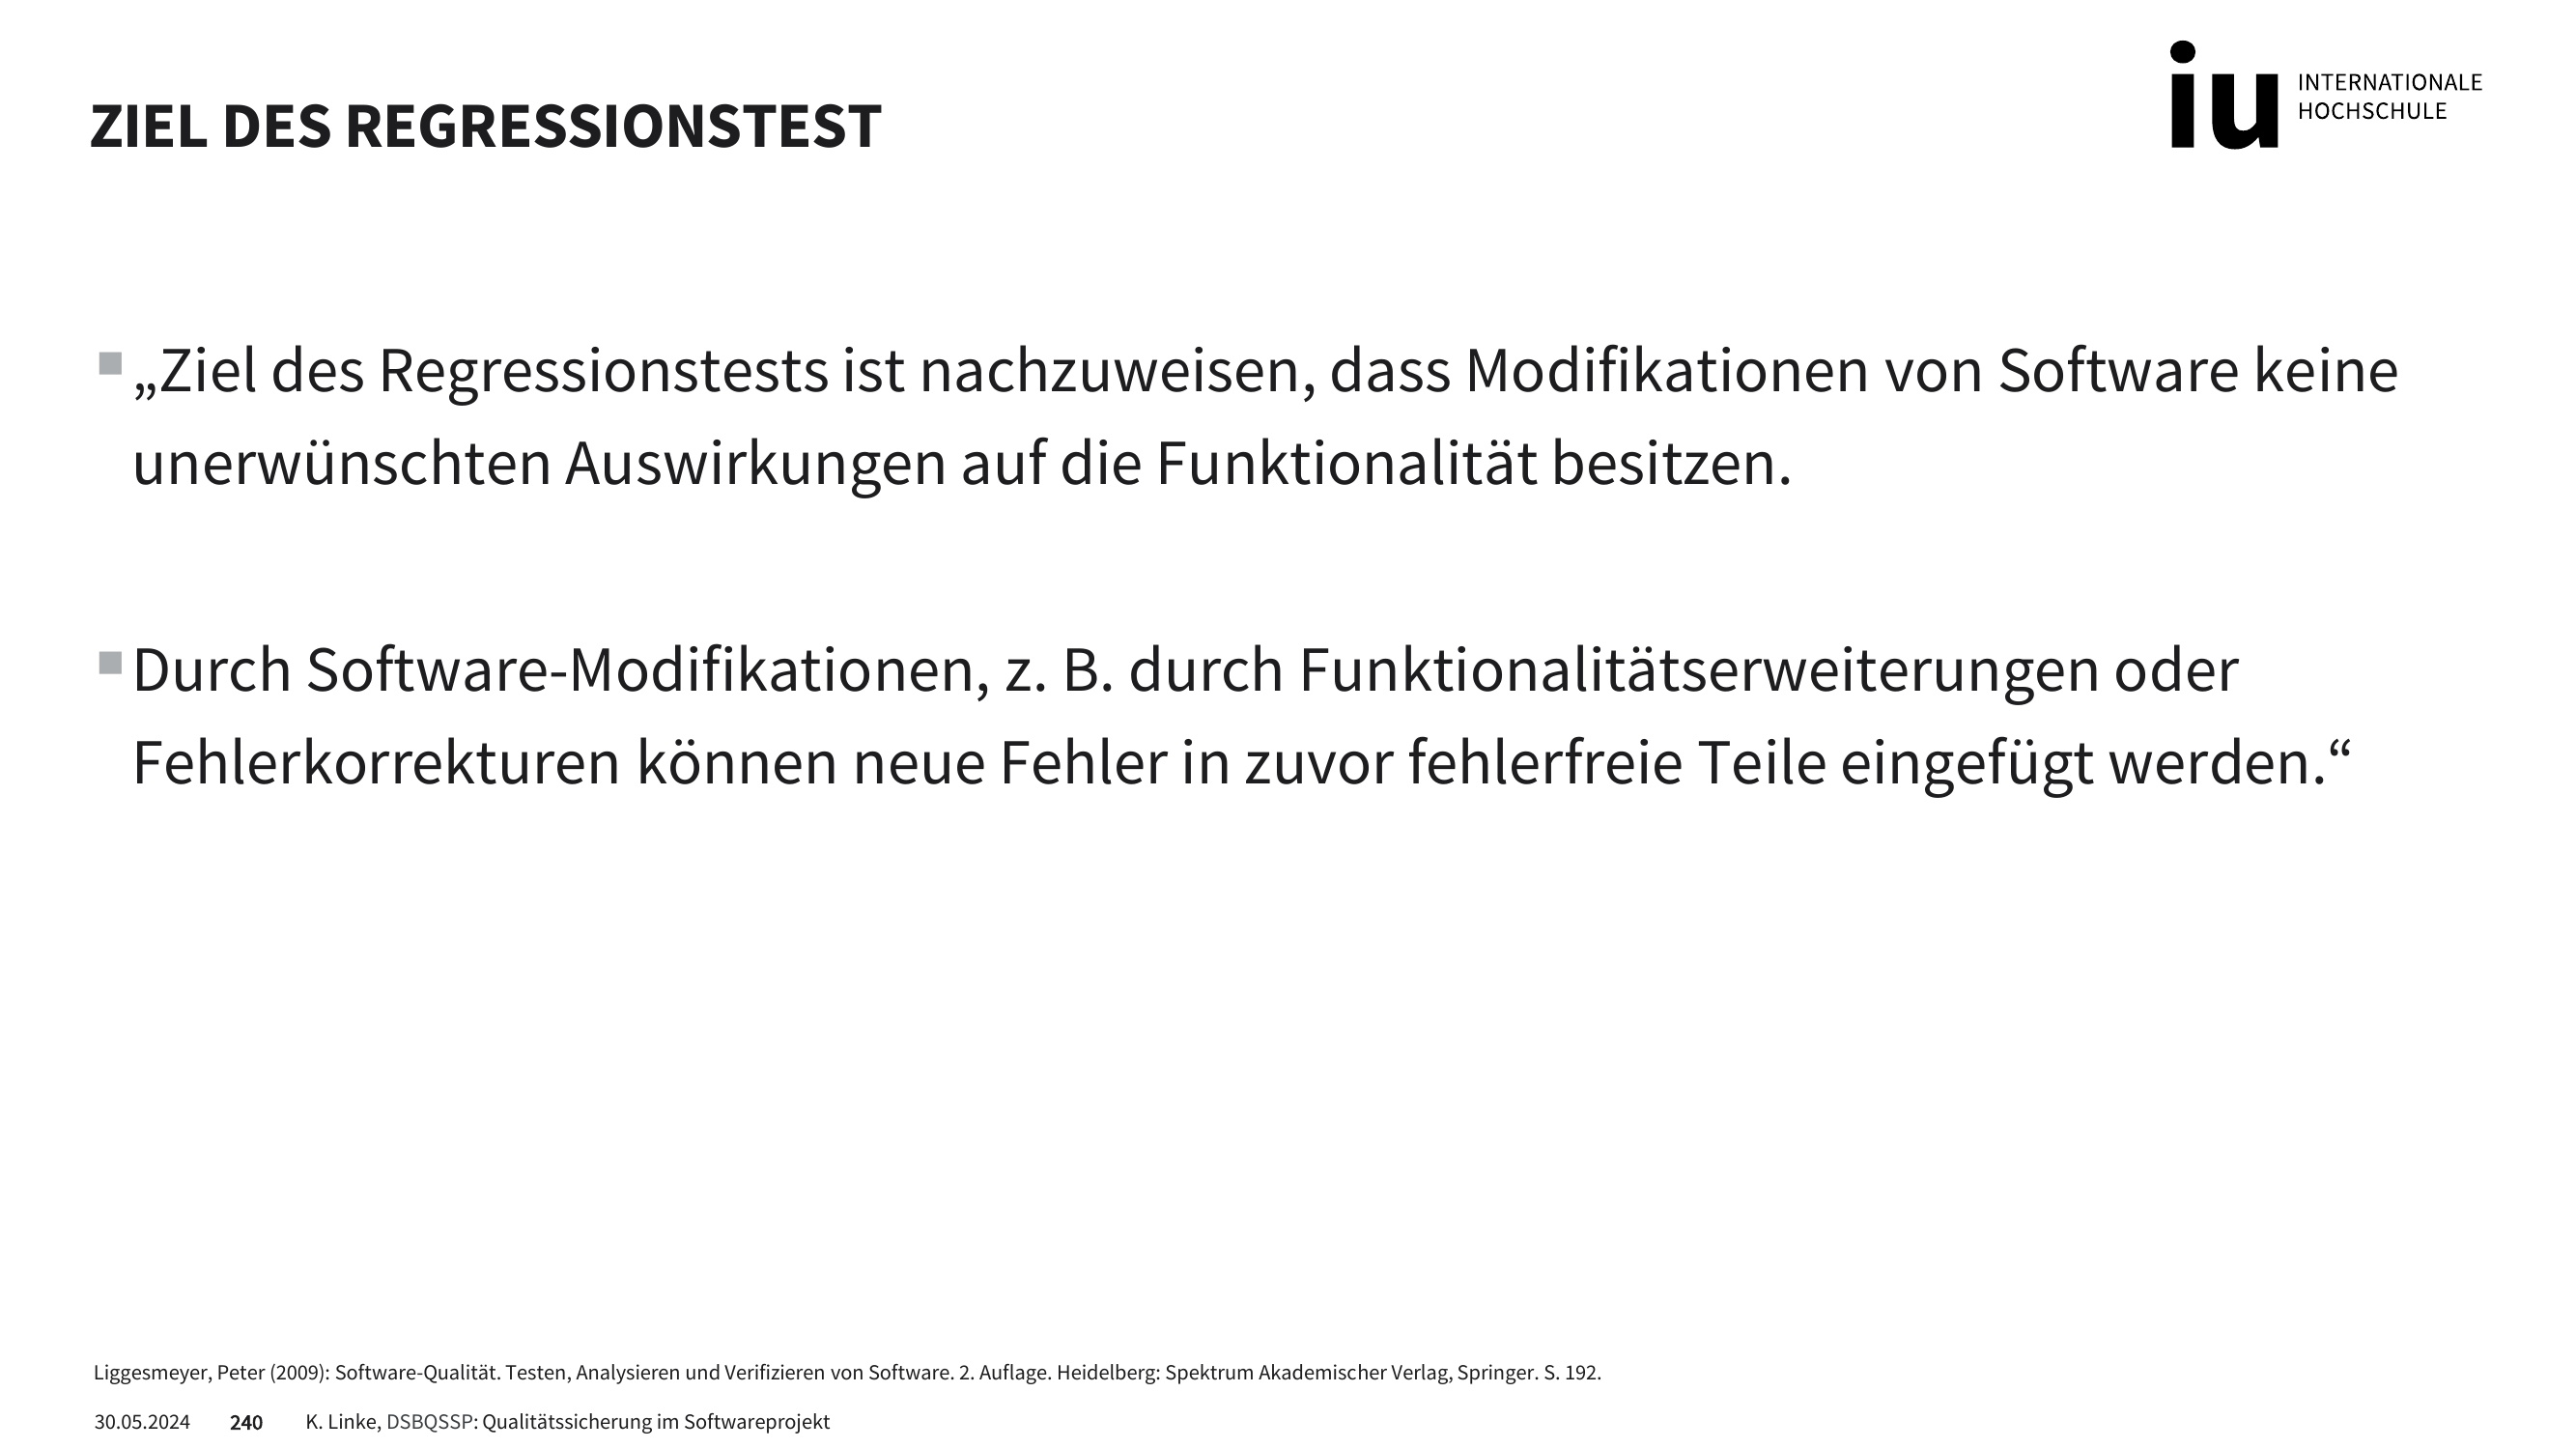 ZIEL DES REGRESSIONSTEST
iu INTERNATIONALE
HOCHSCHULE
„Ziel des Regressionstests ist nachzuweisen, dass Modifikationen von Software keine
unerwünschten Auswirkungen auf die Funktionalität besitzen.
Durch Software-Modifikationen, z. B. durch Funktionalitätserweiterungen oder
Fehlerkorrekturen können neue Fehler in zuvor fehlerfreie Teile eingefügt werden.“
Liggesmeyer, Peter (2009): Software-Qualität. Testen, Analysieren und Verifizieren von Software. 2. Auflage. Heidelberg: Spektrum Akademischer Verlag, Springer. S. 192.
30.05.2024 240 K. Linke, DSBQSSP: Qualitätssicherung im Softwareprojekt